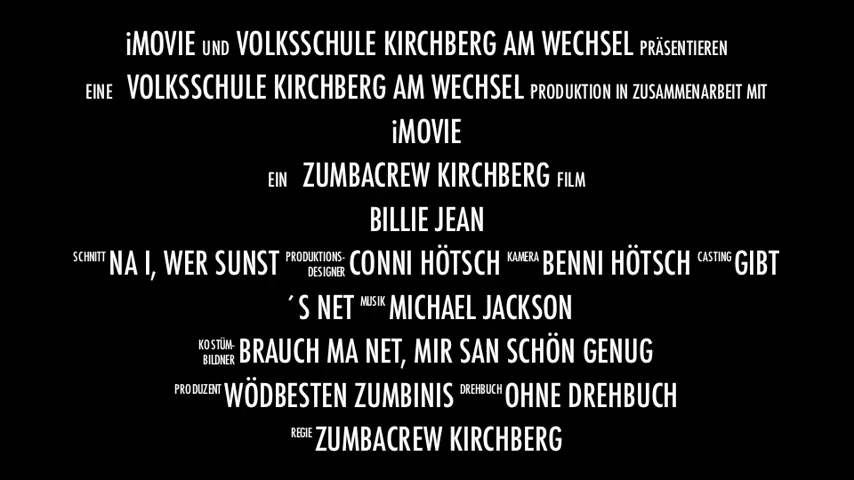 iMOVIE UND VOLKSSCHULE KIRCHBERG AM WECHSEL PRÄSENTIEREN
EINE VOLKSSCHULE KIRCHBERG AM WECHSEL PRODUKTION IN ZUSAMMENARBEIT MIT
iMOVIE
EIN ZUMBACREW KIRCHBERG FILM
BILLIE JEAN
SCHNITT NA I, WER SUNST PRODUKTIONS-DESIGNER CONNI HÖTSCH KAMERA BENNI HÖTSCH CASTING GIBT
´S NET MUSIK MICHAEL JACKSON
KOSTÜM-BILDNER BRAUCH MA NET, MIR SAN SCHÖN GENUG
PRODUZENT WÖDBESTEN ZUMBINIS DREHBUCH OHNE DREHBUCH
REGIE ZUMBACREW KIRCHBERG